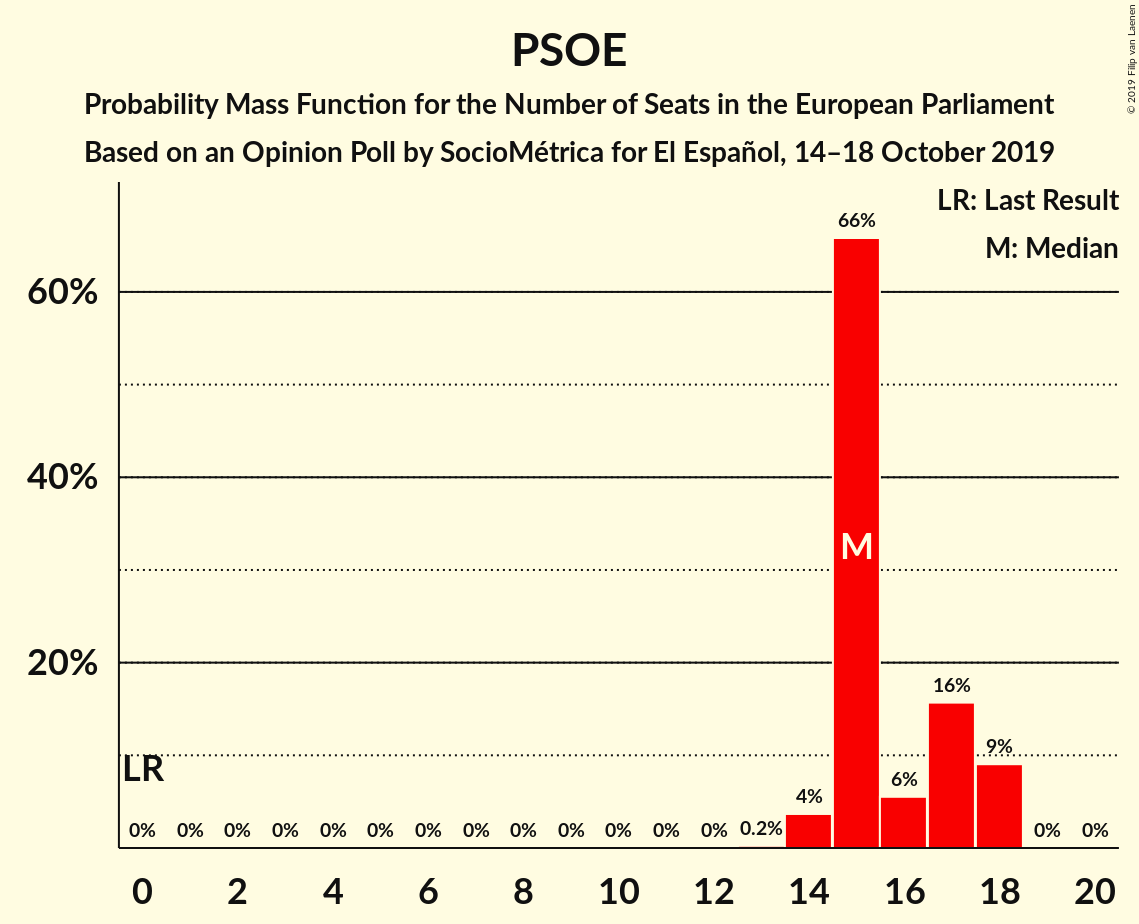 PSOE
Probability Mass Function for the Number of Seats in the European Parliament
Based on an Opinion Poll by SocioMétrica for El Español, 14–18 October 2019
© 2019 Filip van Laenen
LR: Last Result
M: Median
66%
60%
40%
M
20%
16%
9%
LR
6%
4%
0% 0% 0% 0% 0% 0% 0% 0% 0% 0% 0% 0% 0% 0.2% 0% 0%
0 2 4 6 8 10 12 14 16 18 20